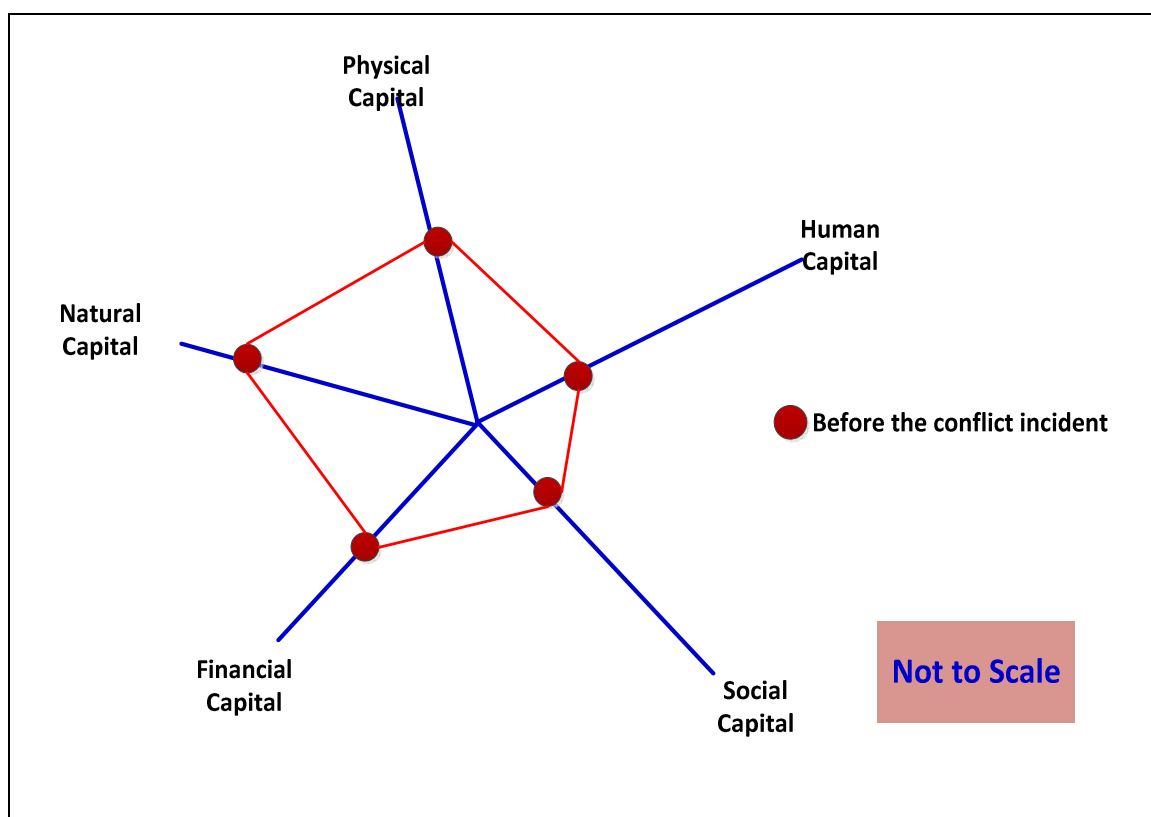 Physical
Capital
Human
Capital
Natural
Capital
Before the conflict incident
Not to Scale
Financial
Capital
Social
Capital